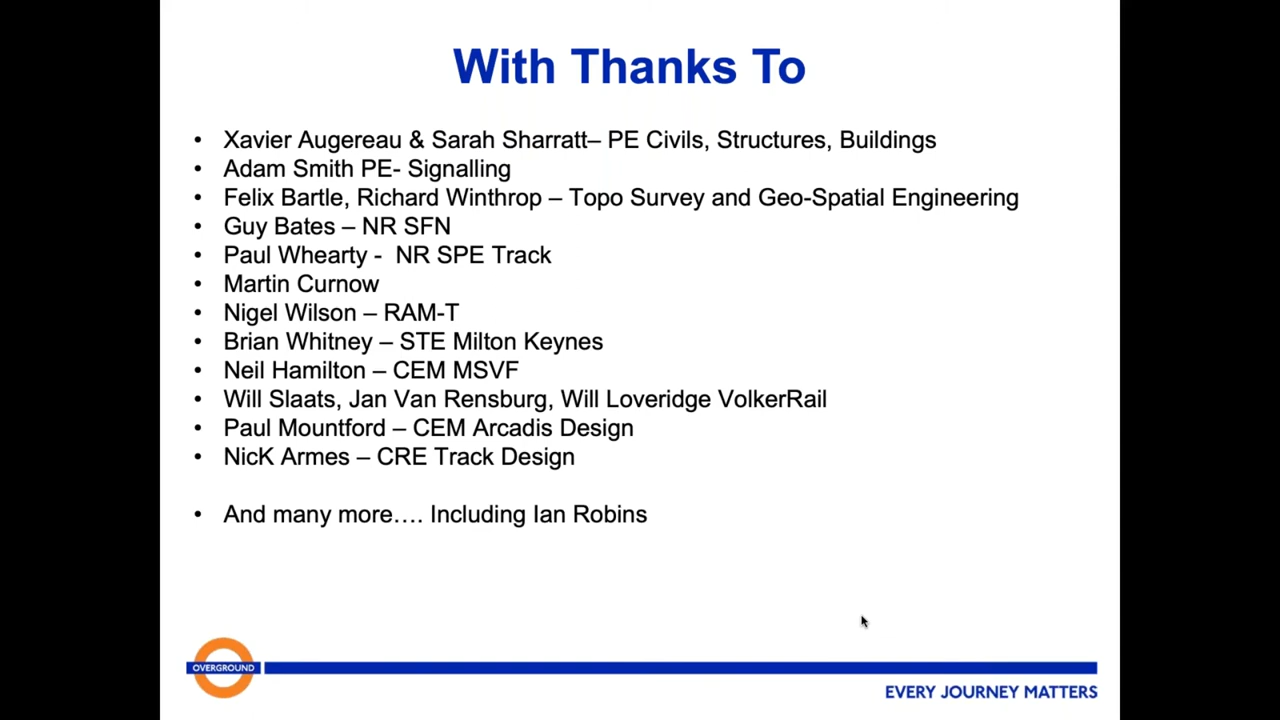 With Thanks To
• Xavier Augereau & Sarah Sharratt– PE Civils, Structures, Buildings
• Adam Smith PE- Signalling
• Felix Bartle, Richard Winthrop – Topo Survey and Geo-Spatial Engineering
• Guy Bates – NR SFN
• Paul Whearty - NR SPE Track
• Martin Curnow
• Nigel Wilson – RAM-T
• Brian Whitney – STE Milton Keynes
• Neil Hamilton – CEM MSVF
• Will Slaats, Jan Van Rensburg, Will Loveridge VolkerRail
• Paul Mountford – CEM Arcadis Design
• NicK Armes – CRE Track Design
• And many more…. Including Ian Robins
OVERGROUND
EVERY JOURNEY MATTERS